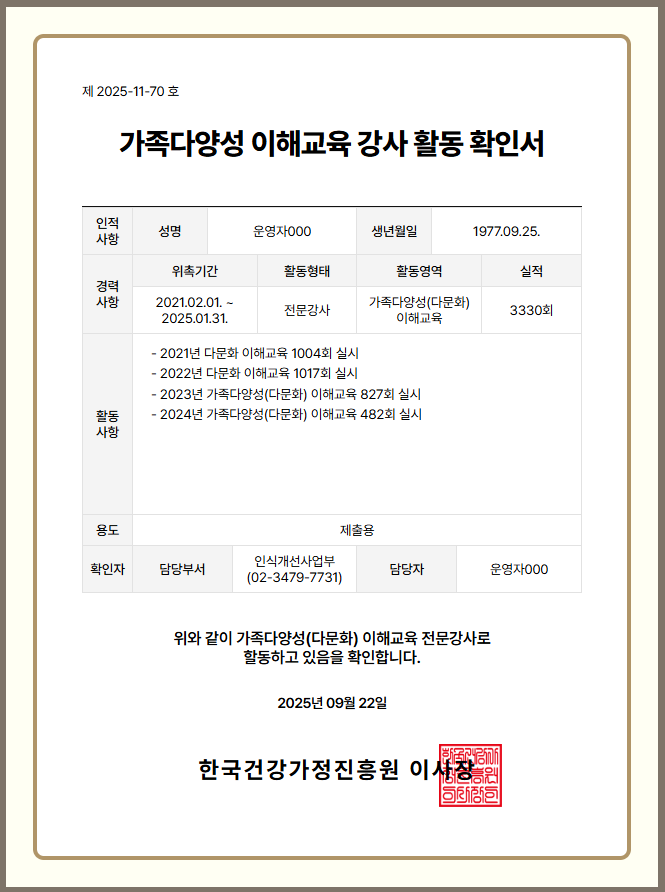 제 2025-11-70 호
가족다양성 이해교육 강사 활동 확인서
인적
사항
성명
운영자000
생년월일
1977.09.25.
경력
사항
위촉기간
활동형태
활동영역
실적
2021.02.01. ~
2025.01.31.
전문강사
가족다양성(다문화)
이해교육
3330회
활동
사항
- 2021년 다문화 이해교육 1004회 실시
- 2022년 다문화 이해교육 1017회 실시
- 2023년 가족다양성(다문화) 이해교육 827회 실시
- 2024년 가족다양성(다문화) 이해교육 482회 실시
용도
제출용
확인자
담당부서
인식개선사업부
(02-3479-7731)
담당자
운영자000
위와 같이 가족다양성(다문화) 이해교육 전문강사로
할동하고 있음을 확인합니다.
2025년 09월 22일
한국건강가정진흥원 이사장